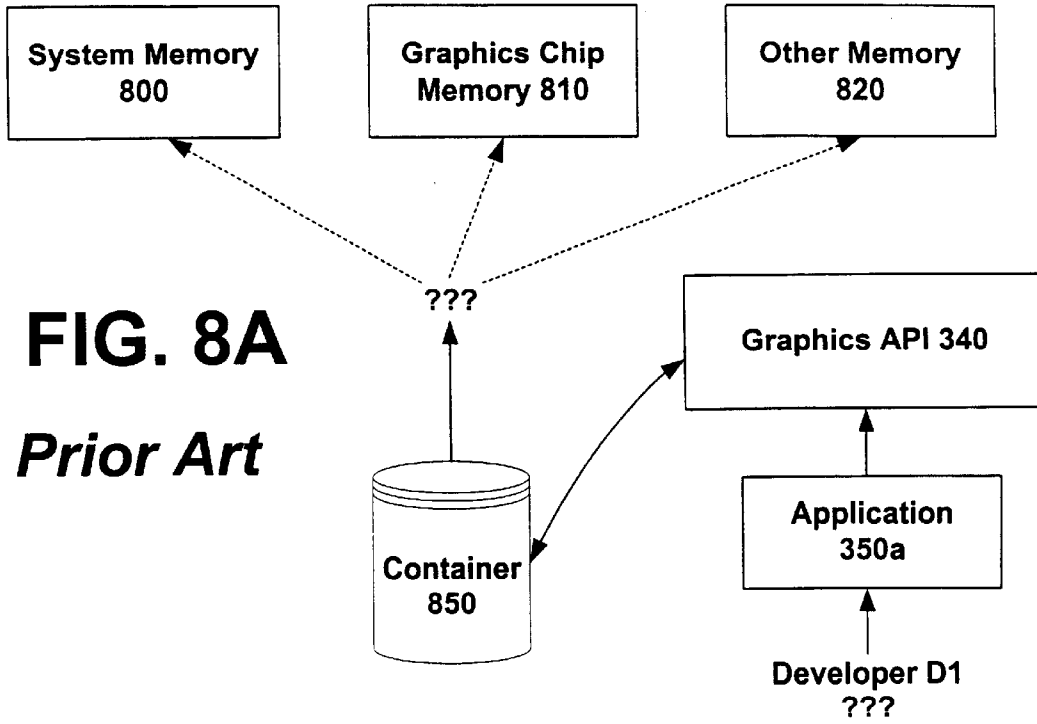 System Memory
800
Graphics Chip
Memory 810
Other Memory
820
???
FIG. 8A
Prior Art
Graphics API 340
Container
850
Application
350a
Developer D1
???